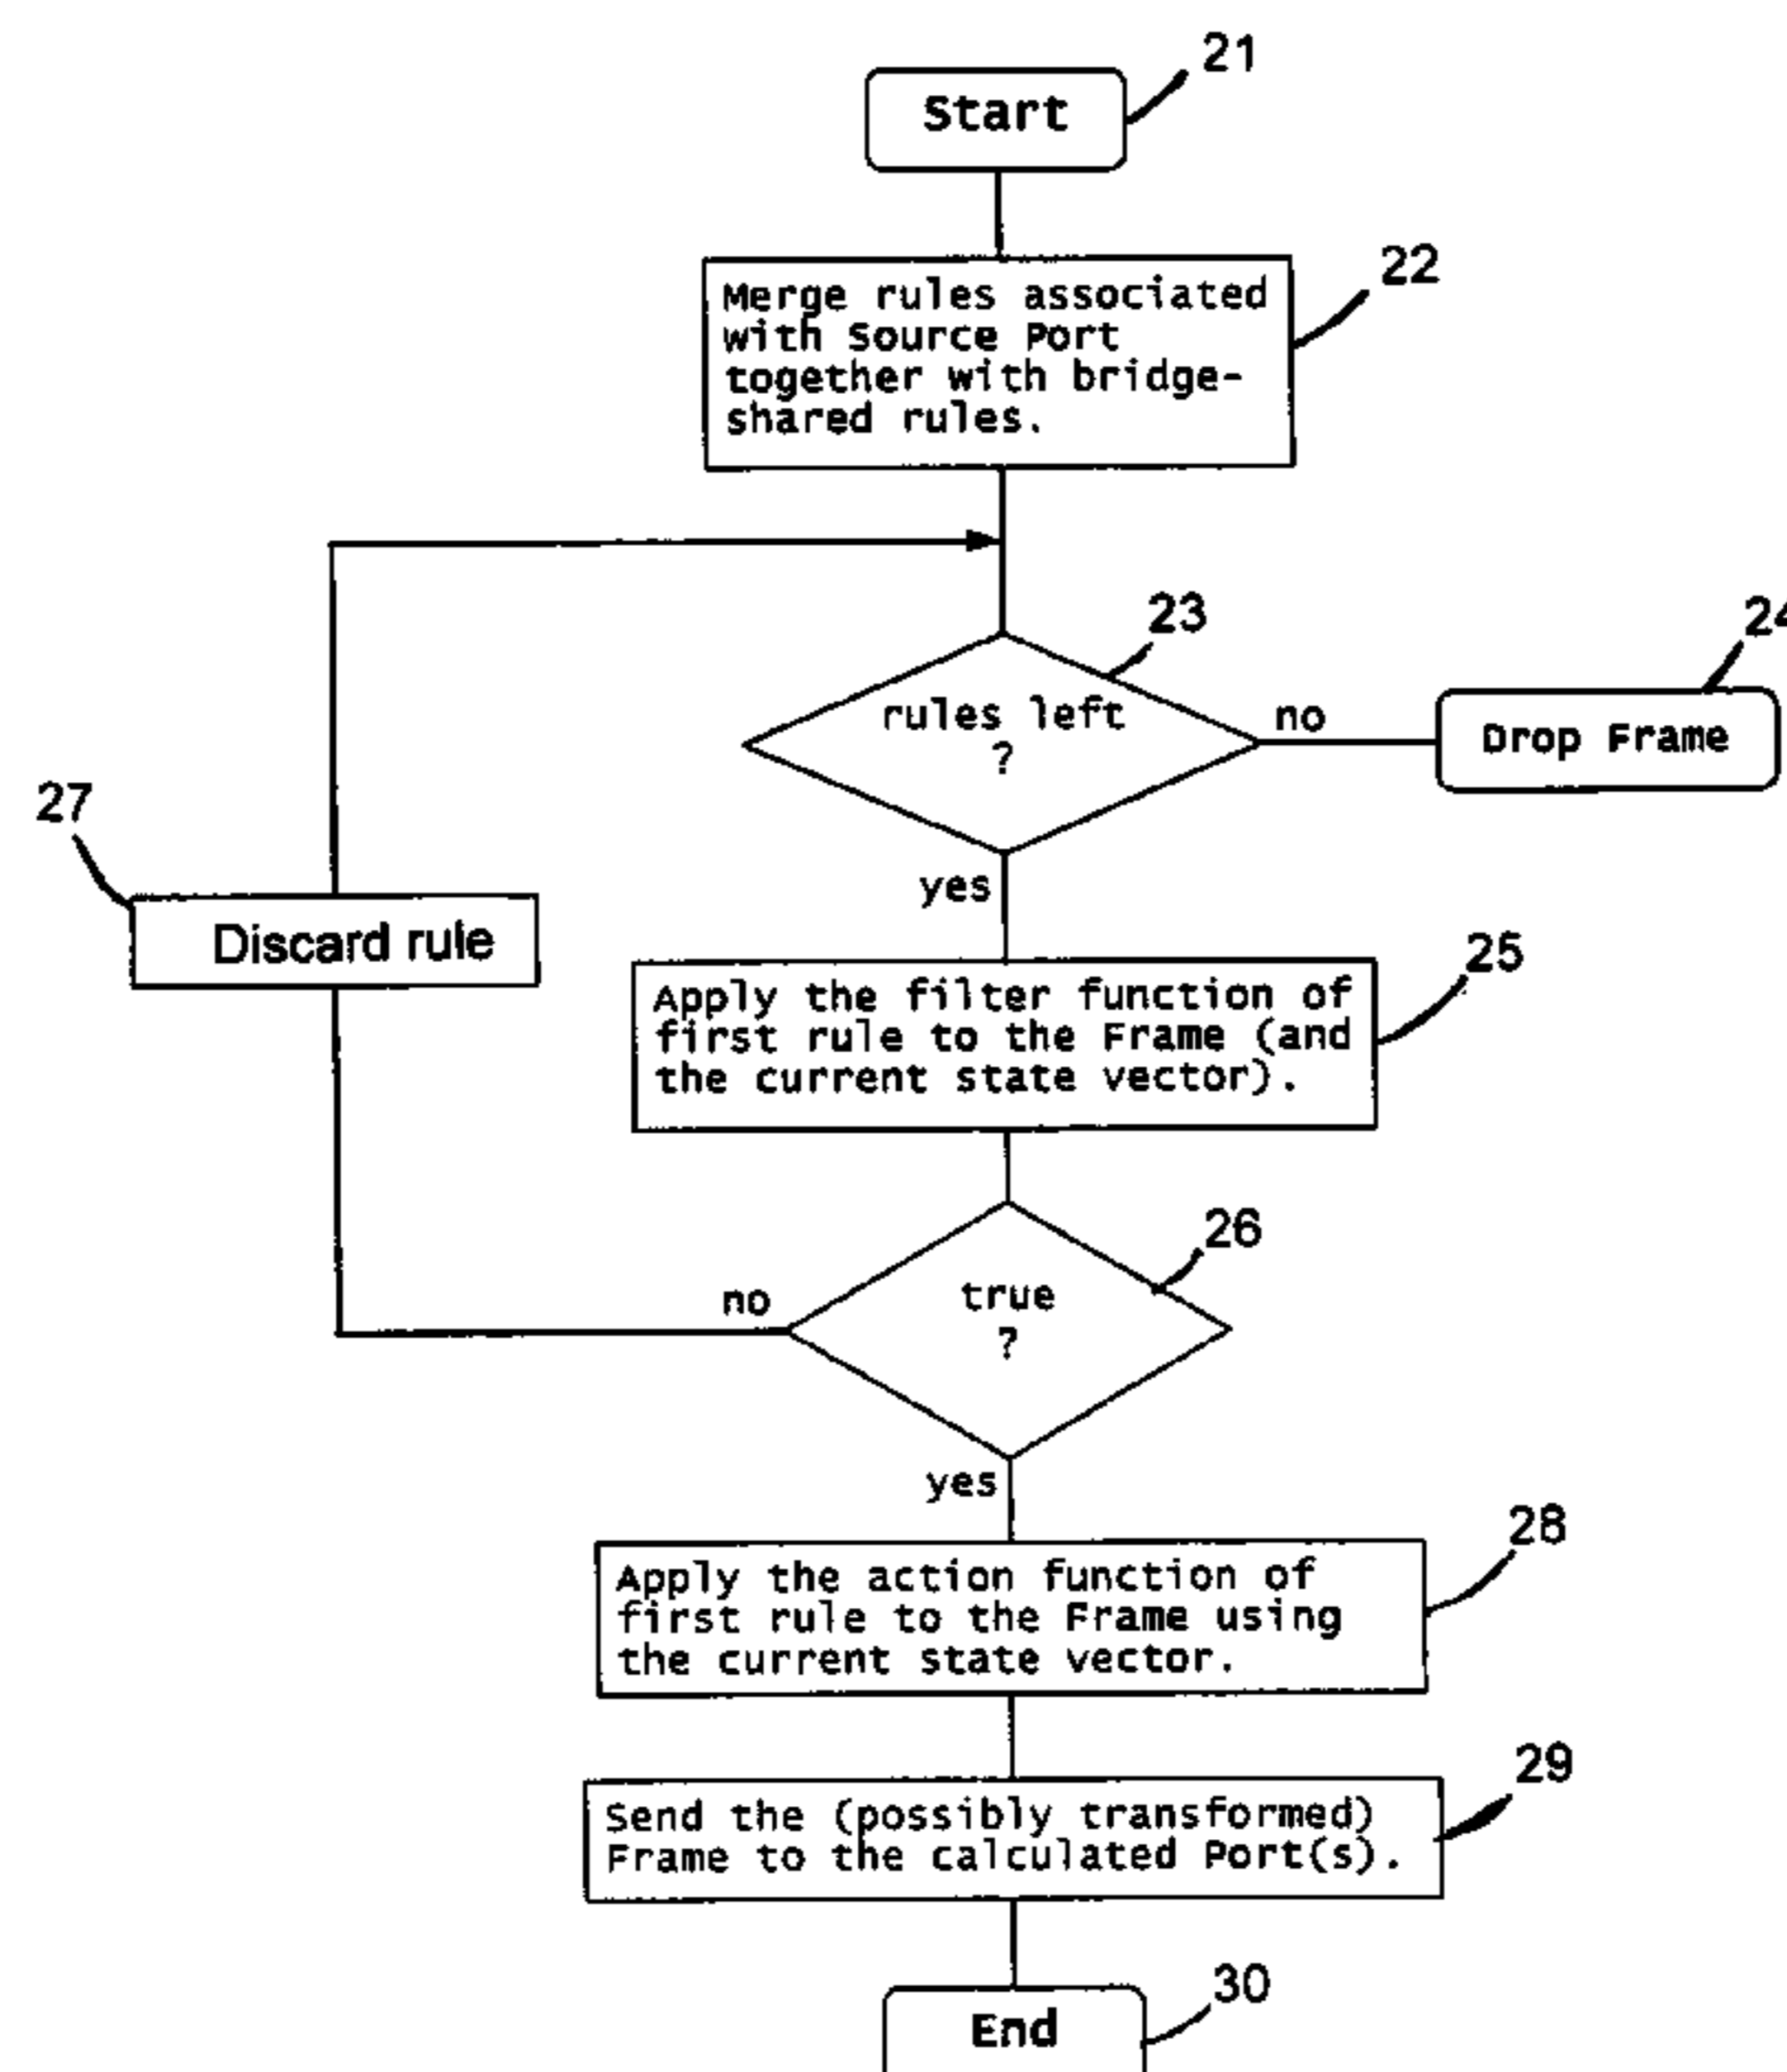 21
Start
22
Merge rules associated
with Source Port
together with bridge-
shared rules.
23
24
rules left
?
no
Drop Frame
27
yes
Discard rule
25
Apply the filter function of
first rule to the Frame (and
the current state vector).
26
no
true
?
yes
28
Apply the action function of
first rule to the Frame using
the current state vector.
29
Send the (possibly transformed)
Frame to the calculated Port(s).
30
End